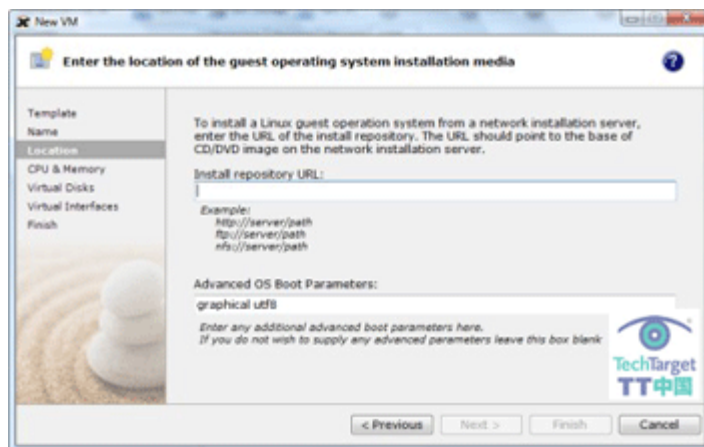 New VM
Enter the location of the guest operating system installation media
Template
Name
Location
CPU & Memory
Virtual Disks
Virtual Interfaces
Finish
To install a Linux guest operation system from a network installation server,
enter the URL of the install repository. The URL should point to the base of
CD/DVD image on the network installation server.
Install repository URL:
Example:
http://server/path
ftp://server/path
nfs://server/path
Advanced OS Boot Parameters:
graphical utf8
Enter any additional advanced boot parameters here.
If you do not wish to supply any advanced parameters leave this box blank
TechTarget
TT中国
< Previous
Next >
Finish
Cancel